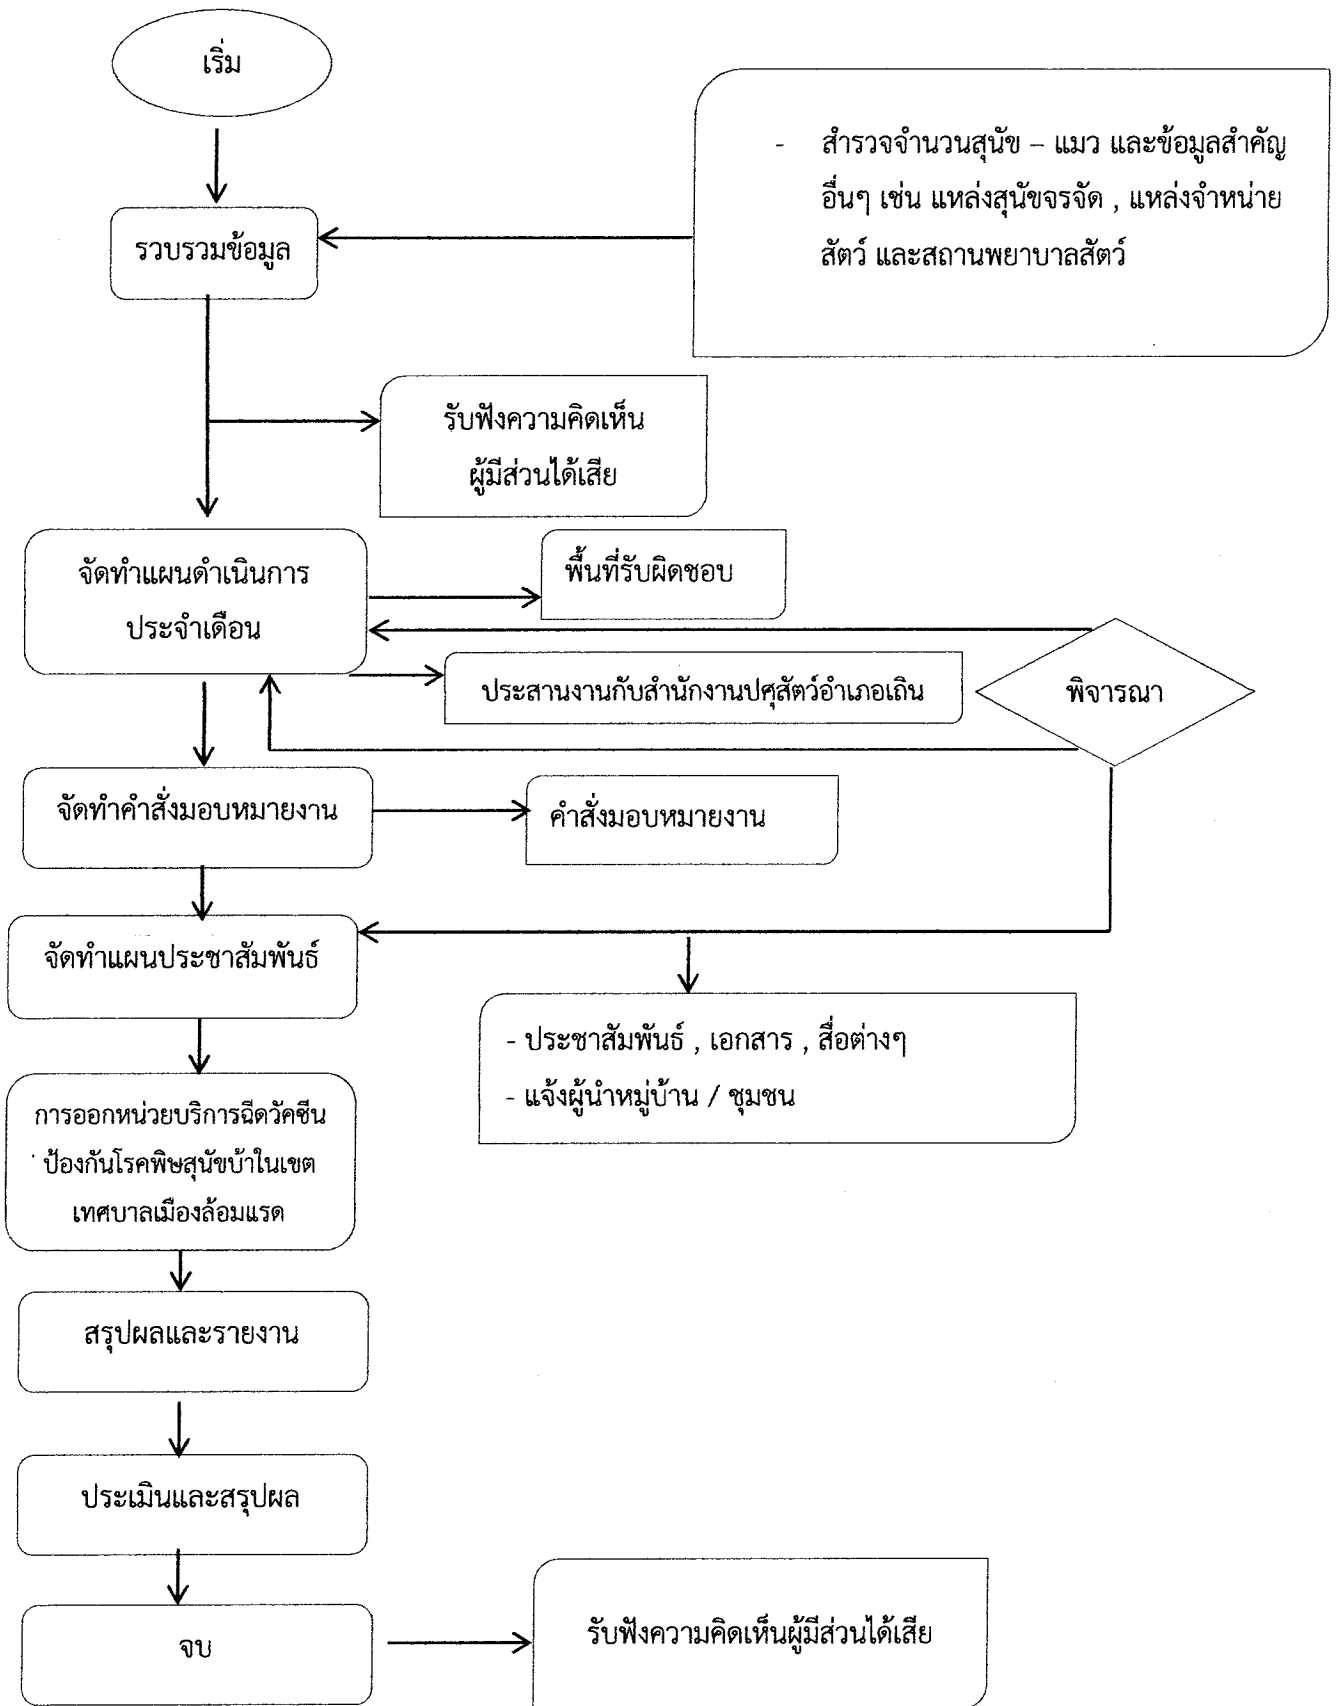 เริ่ม
- สำรวจจำนวนสุนัข – แมว และข้อมูลสำคัญ
อื่นๆ เช่น แหล่งสุนัขจรจัด , แหล่งจำหน่าย
สัตว์ และสถานพยาบาลสัตว์
รวบรวมข้อมูล
รับฟังความคิดเห็น
ผู้มีส่วนได้เสีย
จัดทำแผนดำเนินการ
ประจำเดือน
พื้นที่รับผิดชอบ
ประสานงานกับสำนักงานปศุสัตว์อำเภอเถิน
พิจารณา
จัดทำคำสั่งมอบหมายงาน
คำสั่งมอบหมายงาน
จัดทำแผนประชาสัมพันธ์
- ประชาสัมพันธ์ , เอกสาร , สื่อต่างๆ
- แจ้งผู้นำหมู่บ้าน / ชุมชน
การออกหน่วยบริการฉีดวัคซีน
ป้องกันโรคพิษสุนัขบ้าในเขต
เทศบาลเมืองล้อมแรด
สรุปผลและรายงาน
ประเมินและสรุปผล
จบ
รับฟังความคิดเห็นผู้มีส่วนได้เสีย